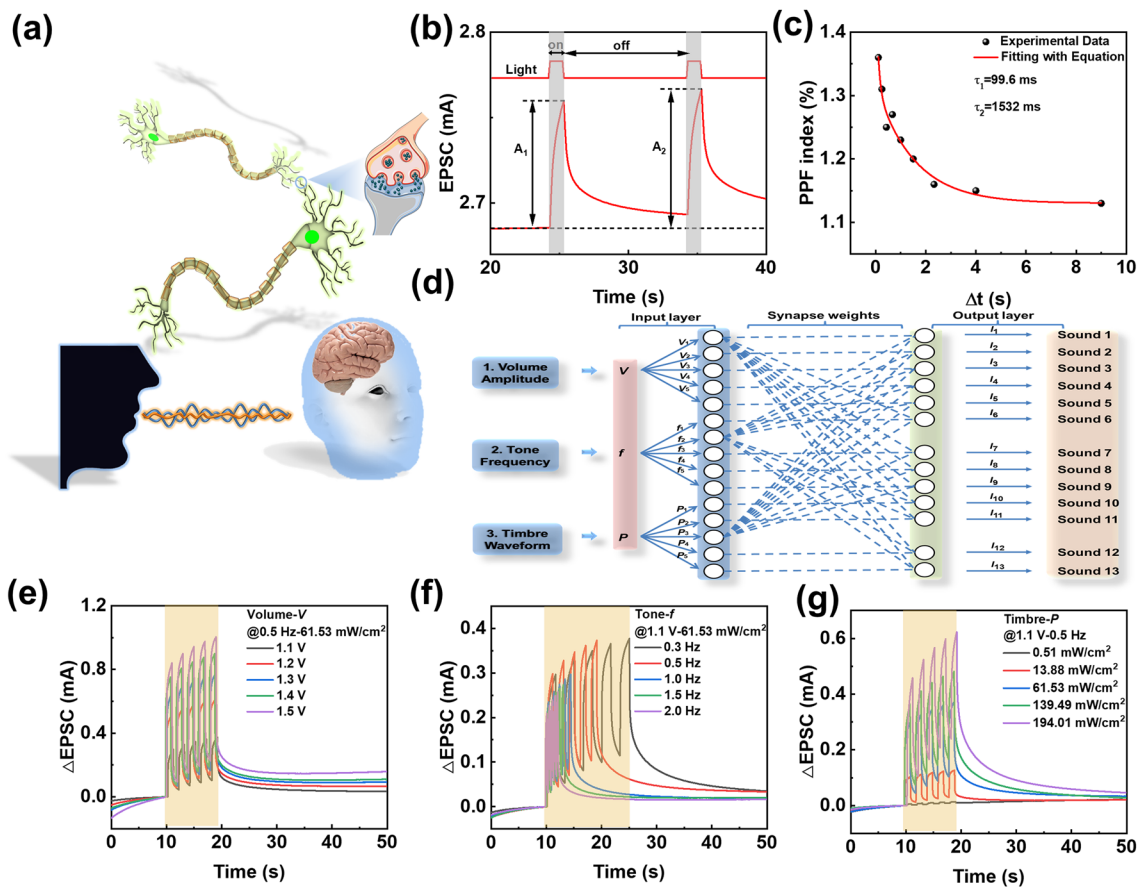 (a)
(b)
2.8
2.7
EPSC (mA)
on
off
Light
A1
A2
20
30
40
Time (s)
(c)
1.4
1.3
1.2
1.1
PPF index (%)
Experimental Data
Fitting with Equation
τ1=99.6 ms
τ2=1532 ms
0
2
4
6
8
10
Δt (s)
(d)
Input layer
Synapse weights
Output layer
1. Volume
Amplitude
2. Tone
Frequency
3. Timbre
Waveform
V
f
P
V1
V2
V3
V4
V5
f1
f2
f3
f4
f5
P1
P2
P3
P4
P5
I1
I2
I3
I4
I5
I6
I7
I8
I9
I10
I11
I12
I13
Sound 1
Sound 2
Sound 3
Sound 4
Sound 5
Sound 6
Sound 7
Sound 8
Sound 9
Sound 10
Sound 11
Sound 12
Sound 13
(e)
1.2
0.8
0.4
0.0
△EPSC (mA)
Volume-V
@0.5 Hz-61.53 mW/cm2
1.1 V
1.2 V
1.3 V
1.4 V
1.5 V
0
10
20
30
40
50
Time (s)
(f)
0.4
0.3
0.2
0.1
0.0
△EPSC (mA)
Tone-f
@1.1 V-61.53 mW/cm2
0.3 Hz
0.5 Hz
1.0 Hz
1.5 Hz
2.0 Hz
0
10
20
30
40
50
Time (s)
(g)
0.6
0.4
0.2
0.0
△EPSC (mA)
Timbre-P
@1.1 V-0.5 Hz
0.51 mW/cm2
13.88 mW/cm2
61.53 mW/cm2
139.49 mW/cm2
194.01 mW/cm2
0
10
20
30
40
50
Time (s)